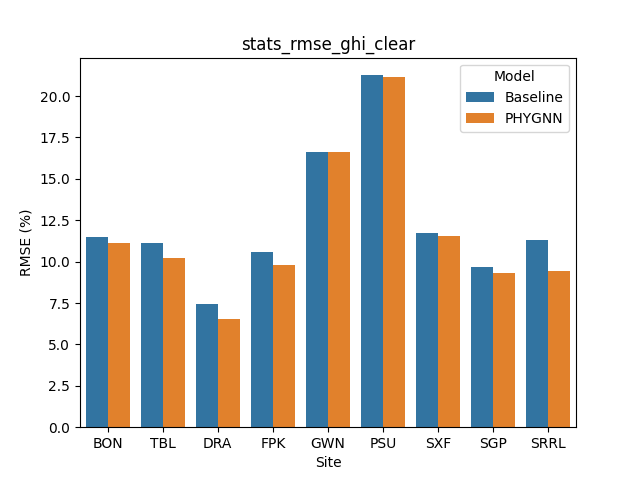 stats_rmse_ghi_clear
Model
Baseline
PHYGNN
RMSE (%)
20.0
17.5
15.0
12.5
10.0
7.5
5.0
2.5
0.0
BON TBL DRA FPK GWN PSU SXF SGP SRRL
Site